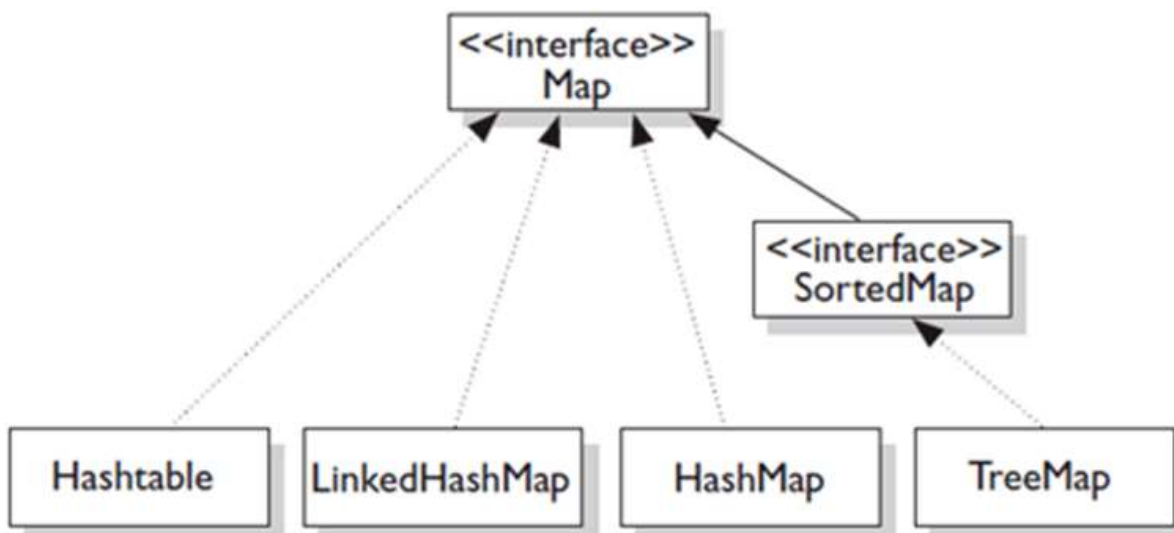 <<interface>>
Map
<<interface>>
SortedMap
Hashtable
LinkedHashMap
HashMap
TreeMap